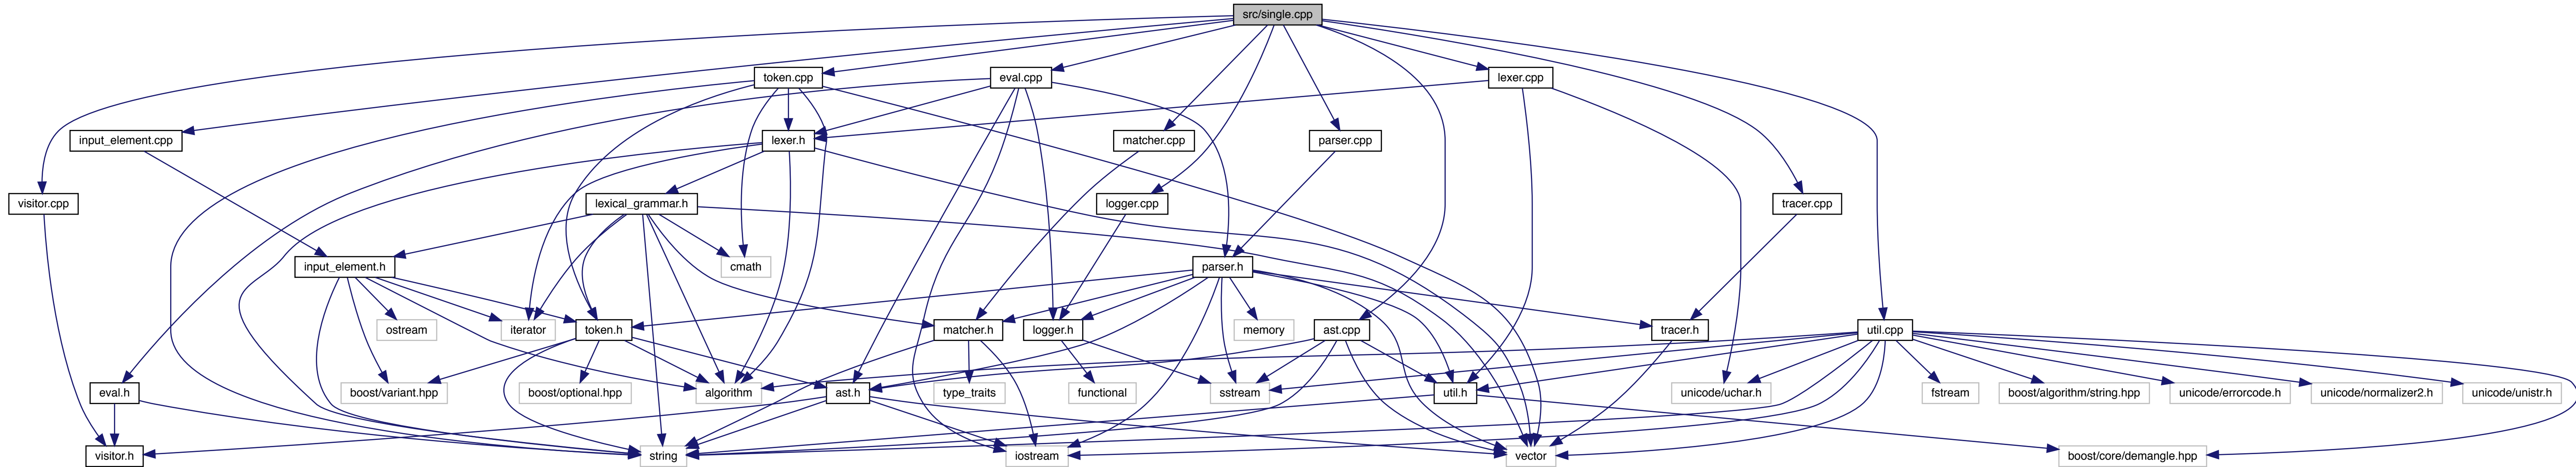 src/single.cpp
token.cpp
eval.cpp
lexer.cpp
input_element.cpp
lexer.h
matcher.cpp
parser.cpp
visitor.cpp
lexical_grammar.h
logger.cpp
tracer.cpp
input_element.h
cmath
parser.h
ostream
iterator
token.h
matcher.h
logger.h
memory
ast.cpp
tracer.h
util.cpp
eval.h
boost/variant.hpp
boost/optional.hpp
algorithm
ast.h
type_traits
functional
sstream
util.h
unicode/uchar.h
fstream
boost/algorithm/string.hpp
unicode/errorcode.h
unicode/normalizer2.h
unicode/unistr.h
visitor.h
string
iostream
vector
boost/core/demangle.hpp